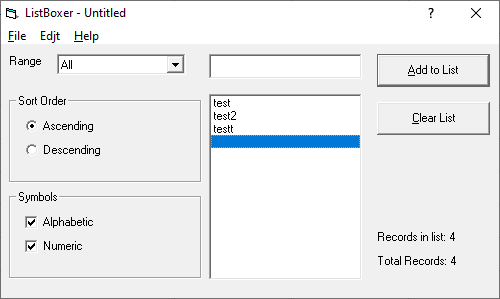 ListBoxer - Untitled
?
File Edit Help
Range All
Add to List
Sort Order
Ascending
Descending
test
test2
testt
Clear List
Symbols
Alphabetic
Numeric
Records in list: 4
Total Records: 4